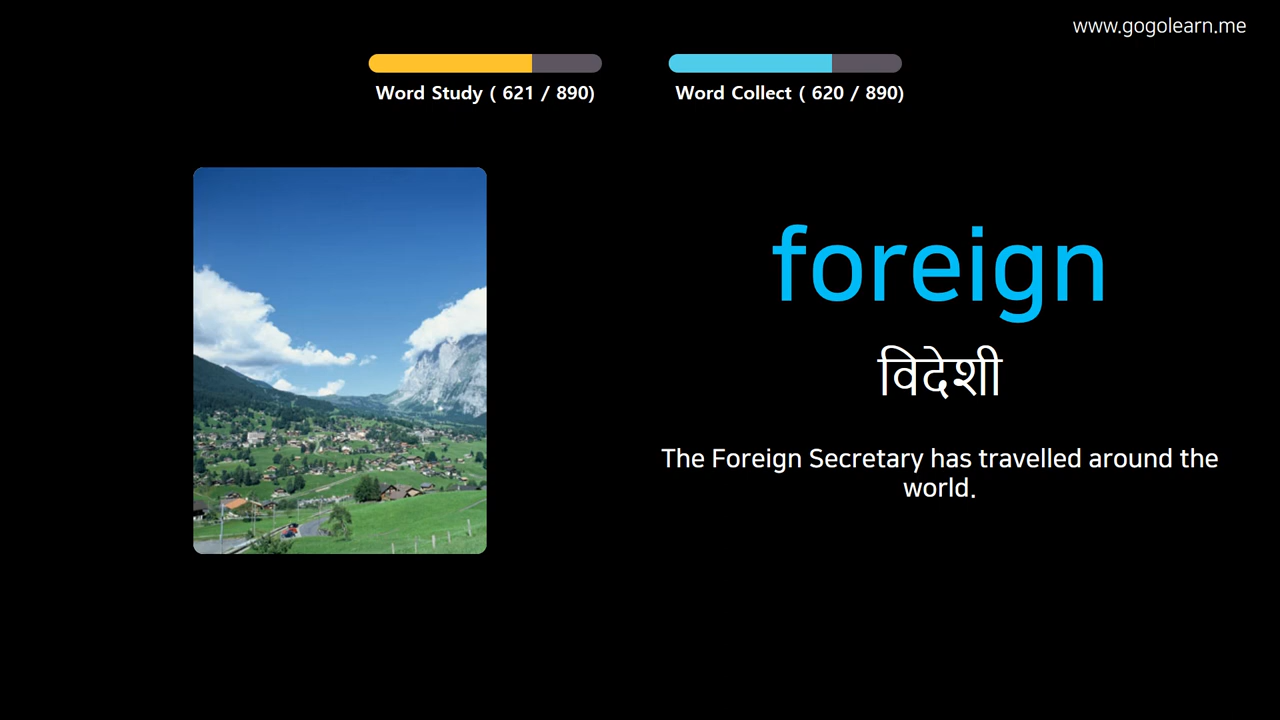 www.gogolearn.me
Word Study ( 621 / 890)
Word Collect ( 620 / 890)
foreign
विदेशी
The Foreign Secretary has travelled around the
world.